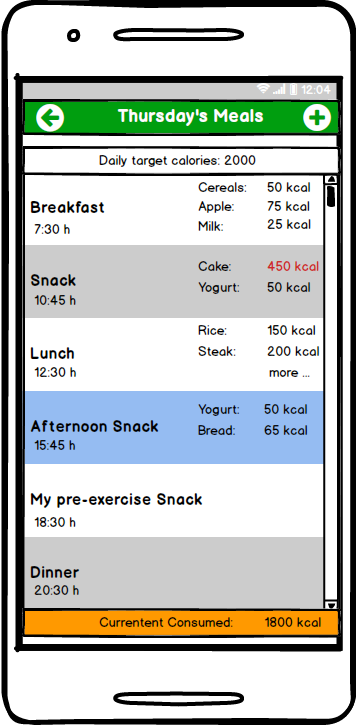 12:04
Thursday's Meals
Daily target calories: 2000
Cereals: 50 kcal
Breakfast Apple: 75 kcal
7:30 h Milk: 25 kcal
Cake: 450 kcal
Snack Yogurt: 50 kcal
10:45 h
Rice: 150 kcal
Lunch Steak: 200 kcal
12:30 h more ...
Yogurt: 50 kcal
Afternoon Snack Bread: 65 kcal
15:45 h
My pre-exercise Snack
18:30 h
Dinner
20:30 h
Currentent Consumed: 1800 kcal